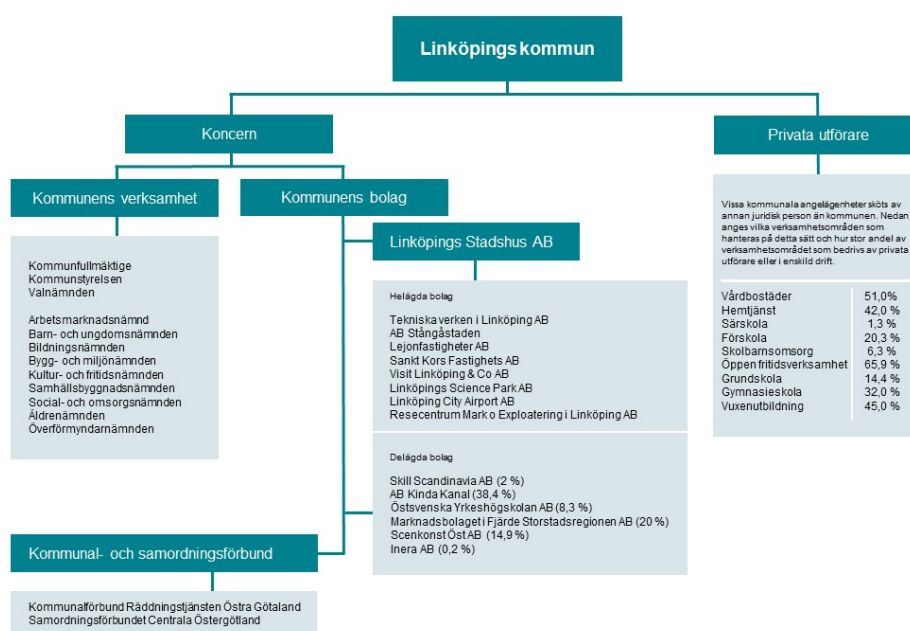 Linköpings kommun
Koncern
Privata utförare
Kommunens verksamhet
Kommunens bolag
Kommunfullmäktige
Kommunstyrelsen
Valnämnden
Arbetsmarknadsnämnd
Barn- och ungdomsnämnden
Bildningsnämnden
Bygg- och miljönämnden
Kultur- och fritidsnämnden
Samhällsbyggnadsnämnden
Social- och omsorgsnämnden
Äldrenämnden
Överförmyndarnämnden
Linköpings Stadshus AB
Helägda bolag
Tekniska verken i Linköping AB
AB Stångåstaden
Lejonfastigheter AB
Sankt Kors Fastighets AB
Visit Linköping & Co AB
Linköpings Science Park AB
Linköping City Airport AB
Resecentrum Mark o Exploatering i Linköping AB
Delägda bolag
Skill Scandinavia AB (2 %)
AB Kinda Kanal (38,4 %)
Östsvenska Yrkeshögskolan AB (8,3 %)
Marknadsbolaget i Fjärde Storstadsregionen AB (20 %)
Scenkonst Öst AB (14,9 %)
Inera AB (0,2 %)
Kommunal- och samordningsförbund
Kommunalförbund Räddningstjänsten Östra Götaland
Samordningsförbundet Centrala Östergötland
Vissa kommunala angelägenheter sköts av
annan juridisk person än kommunen. Nedan
anges vilka verksamhetsområden som
hanteras på detta sätt och hur stor andel av
verksamhetsområdet som bedrivs av privata
utförare eller i enskild drift.
Vårdbostäder 51,0%
Hemtjänst 42,0 %
Särskola 1,3 %
Förskola 20,3 %
Skolbarnsomsorg 6,3 %
Öppen fritidsverksamhet 65,9 %
Grundskola 14,4 %
Gymnasieskola 32,0 %
Vuxenutbildning 45,0 %